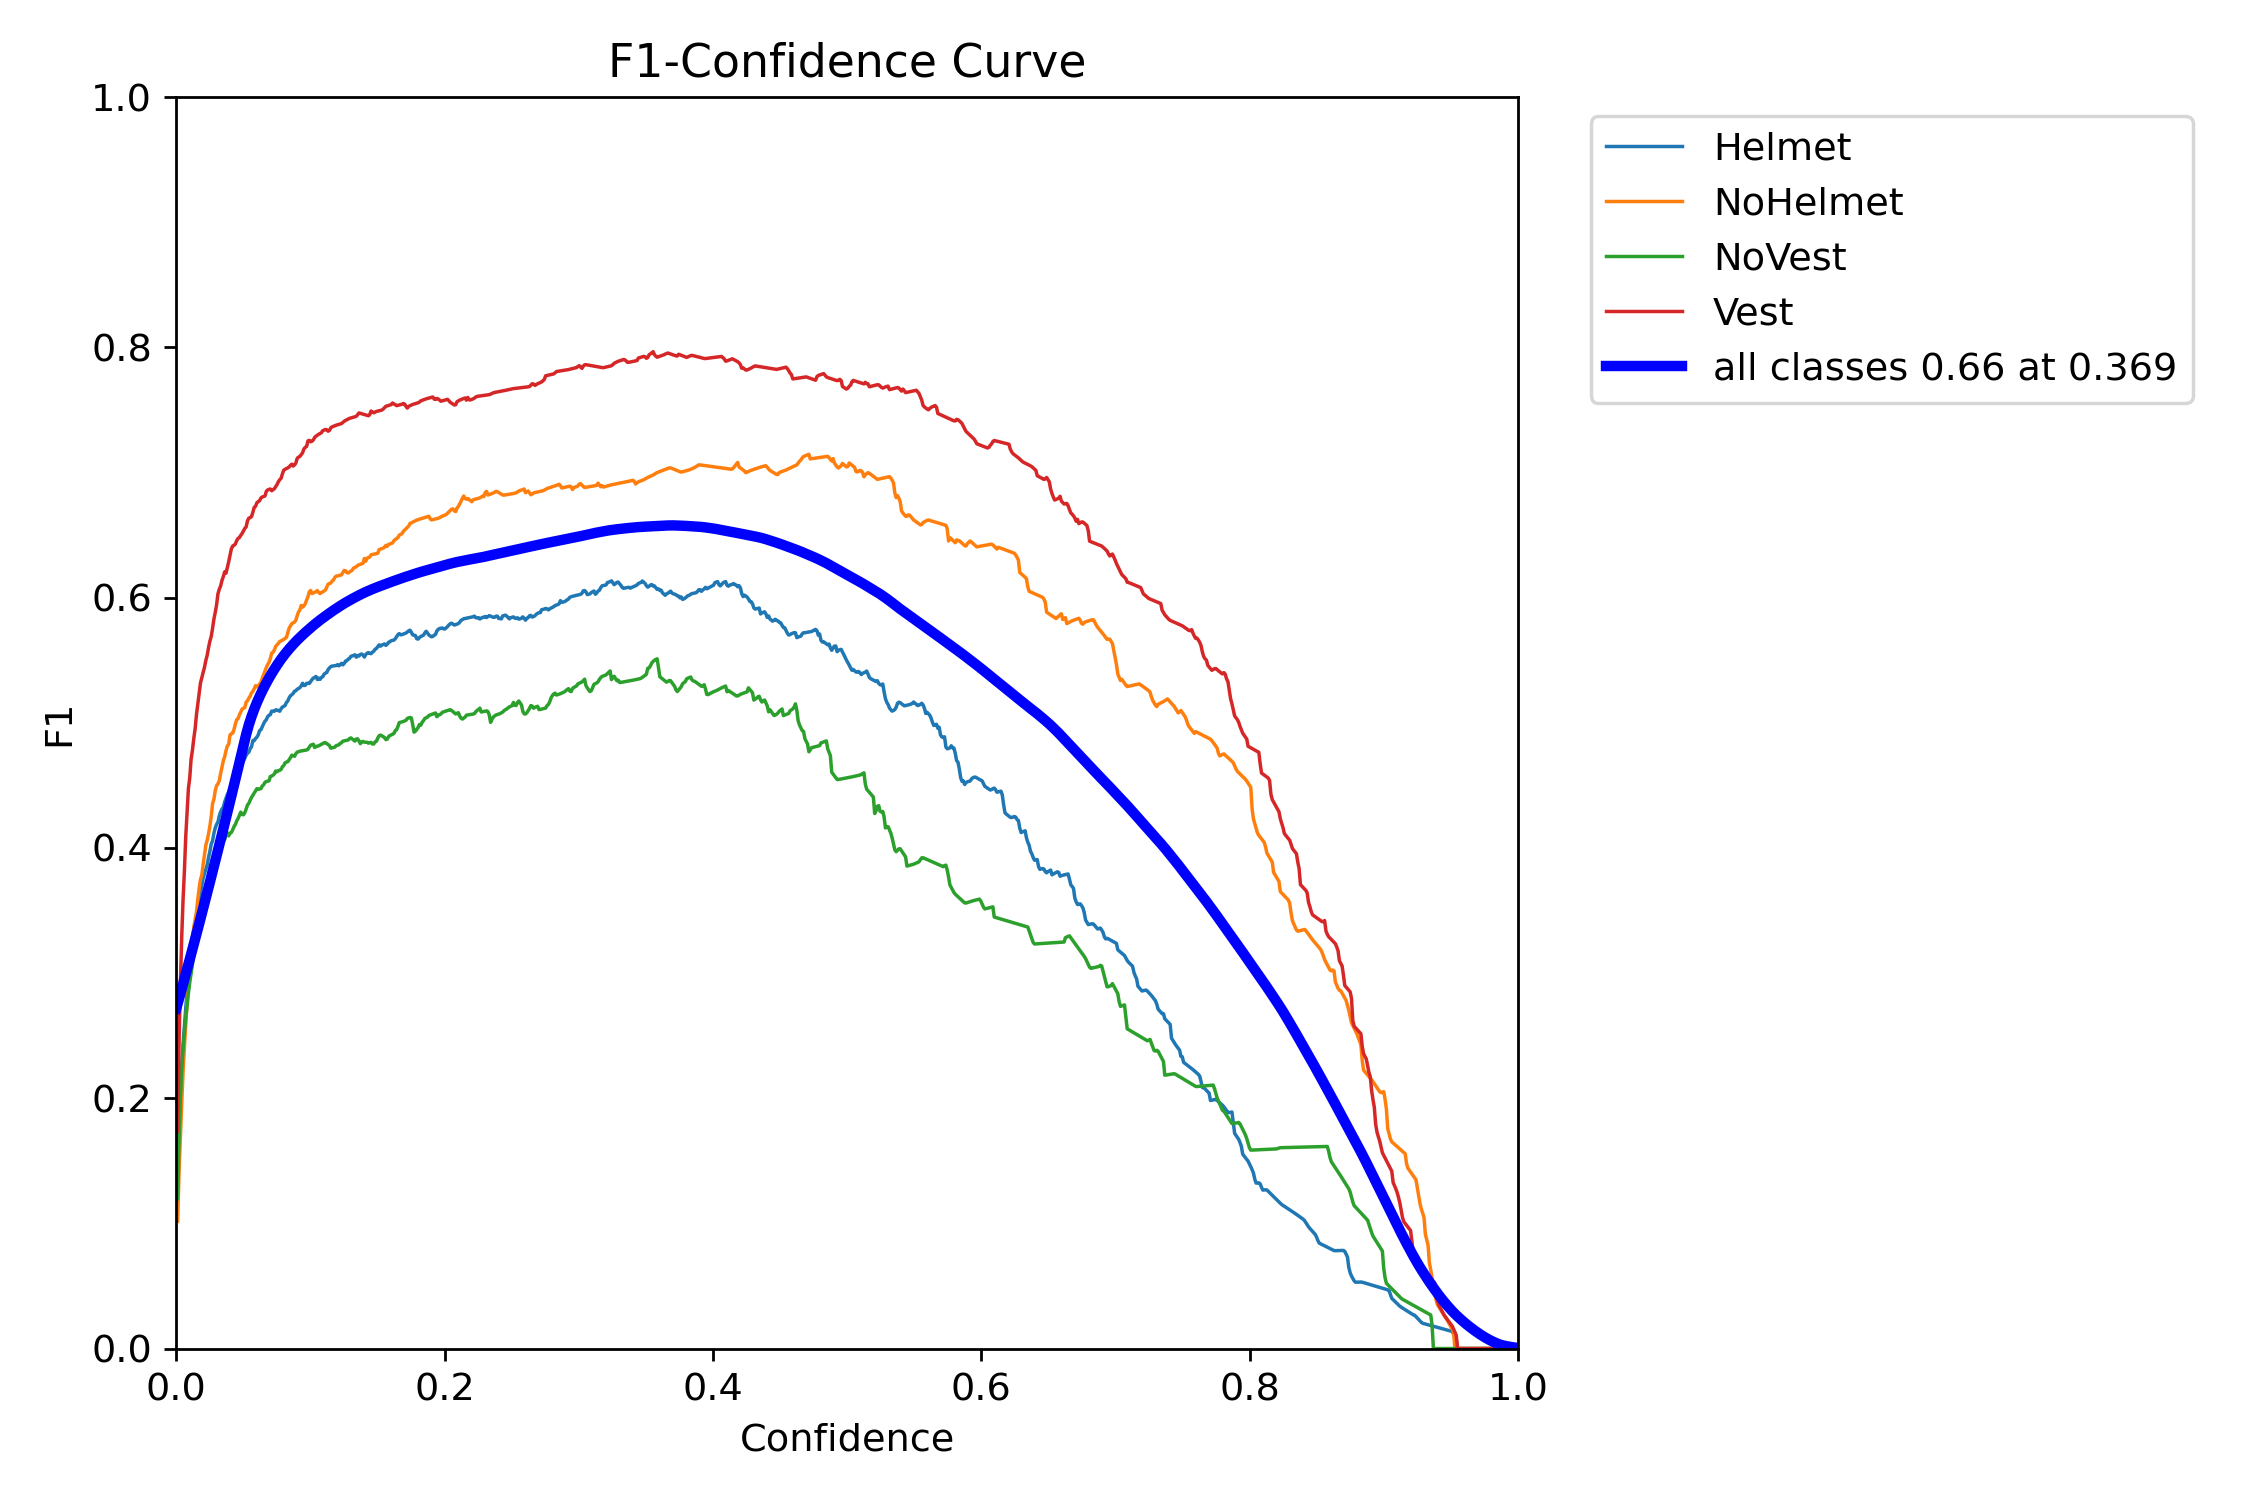 F1-Confidence Curve
1.0
0.8
0.6
0.4
0.2
0.0
F1
0.0 0.2 0.4 0.6 0.8 1.0
Confidence
Helmet
NoHelmet
NoVest
Vest
all classes 0.66 at 0.369